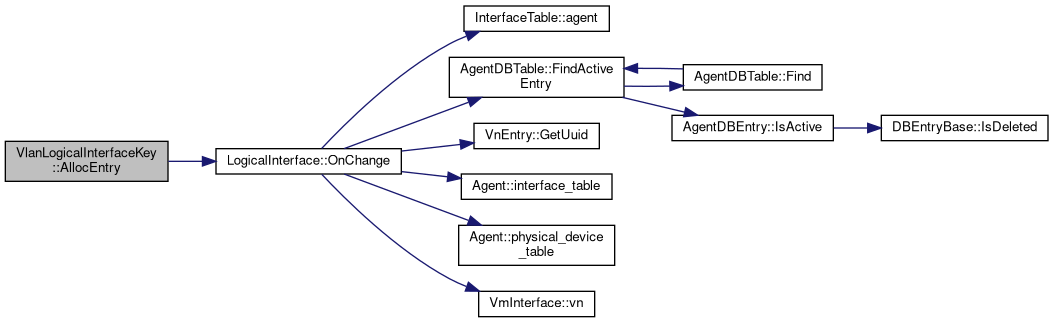 VlanLogicalInterfaceKey
::AllocEntry
LogicalInterface::OnChange
InterfaceTable::agent
AgentDBTable::FindActive
Entry
AgentDBTable::Find
AgentDBEntry::IsActive
DBEntryBase::IsDeleted
VnEntry::GetUuid
Agent::interface_table
Agent::physical_device
_table
VmInterface::vn